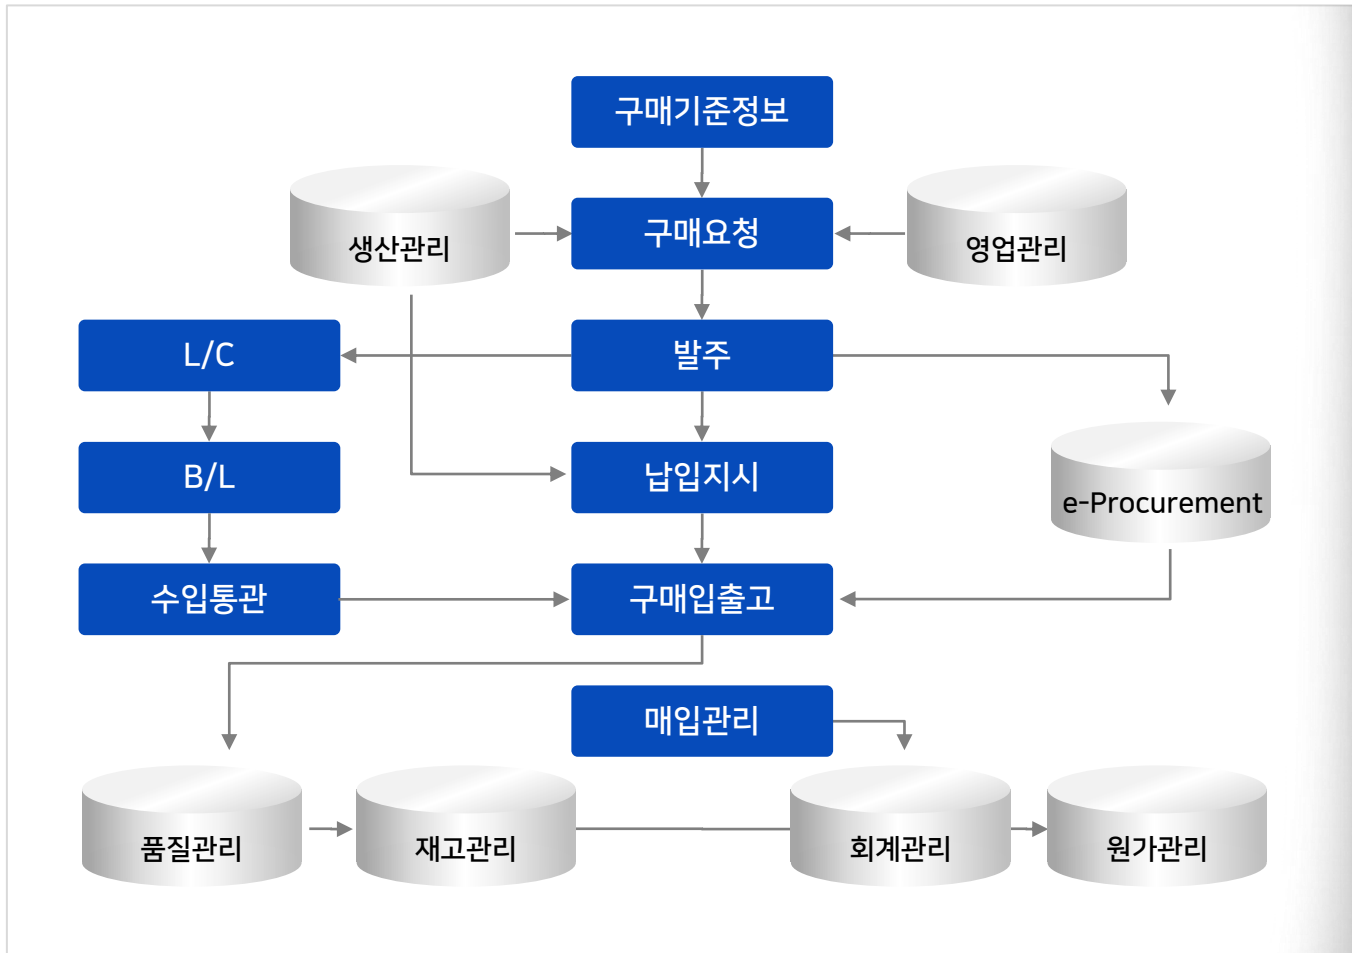 구매기준정보
생산관리
구매요청
영업관리
L/C
발주
B/L
납입지시
e-Procurement
수입통관
구매입출고
매입관리
품질관리
재고관리
회계관리
원가관리